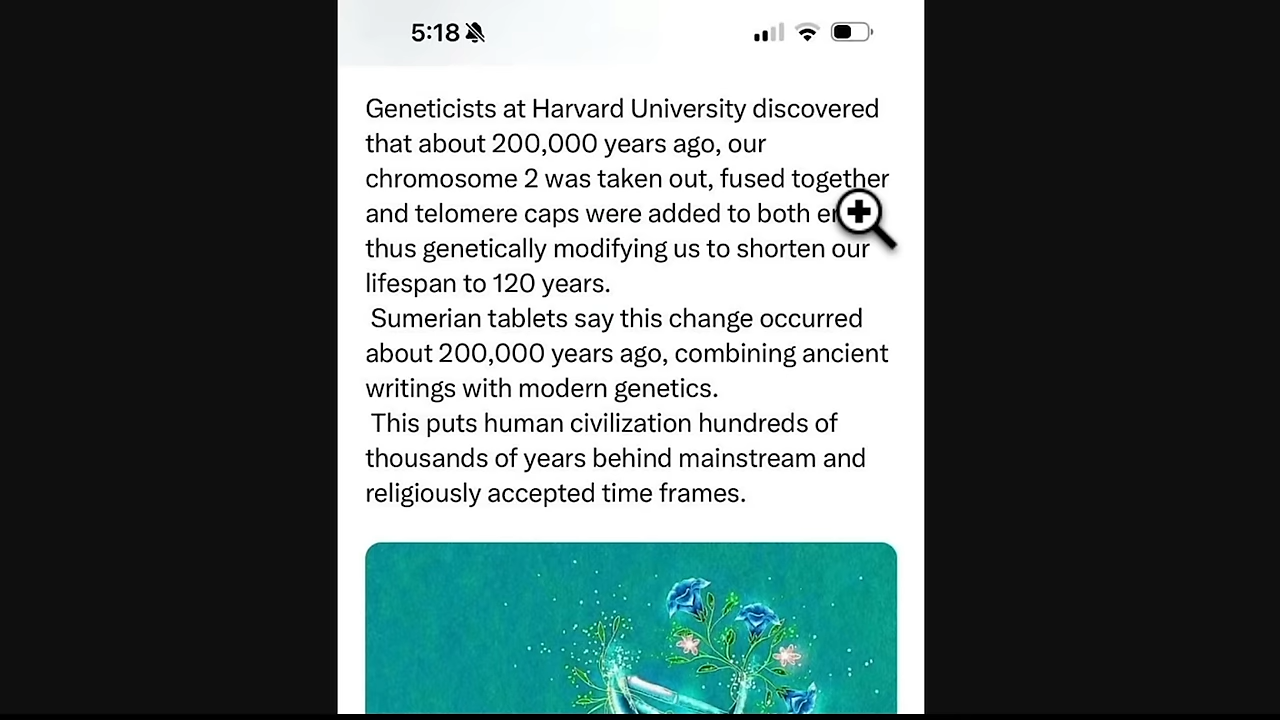 5:18
Geneticists at Harvard University discovered
that about 200,000 years ago, our
chromosome 2 was taken out, fused together
and telomere caps were added to both
thus genetically modifying us to shorten our
lifespan to 120 years.
Sumerian tablets say this change occurred
about 200,000 years ago, combining ancient
writings with modern genetics.
This puts human civilization hundreds of
thousands of years behind mainstream and
religiously accepted time frames.